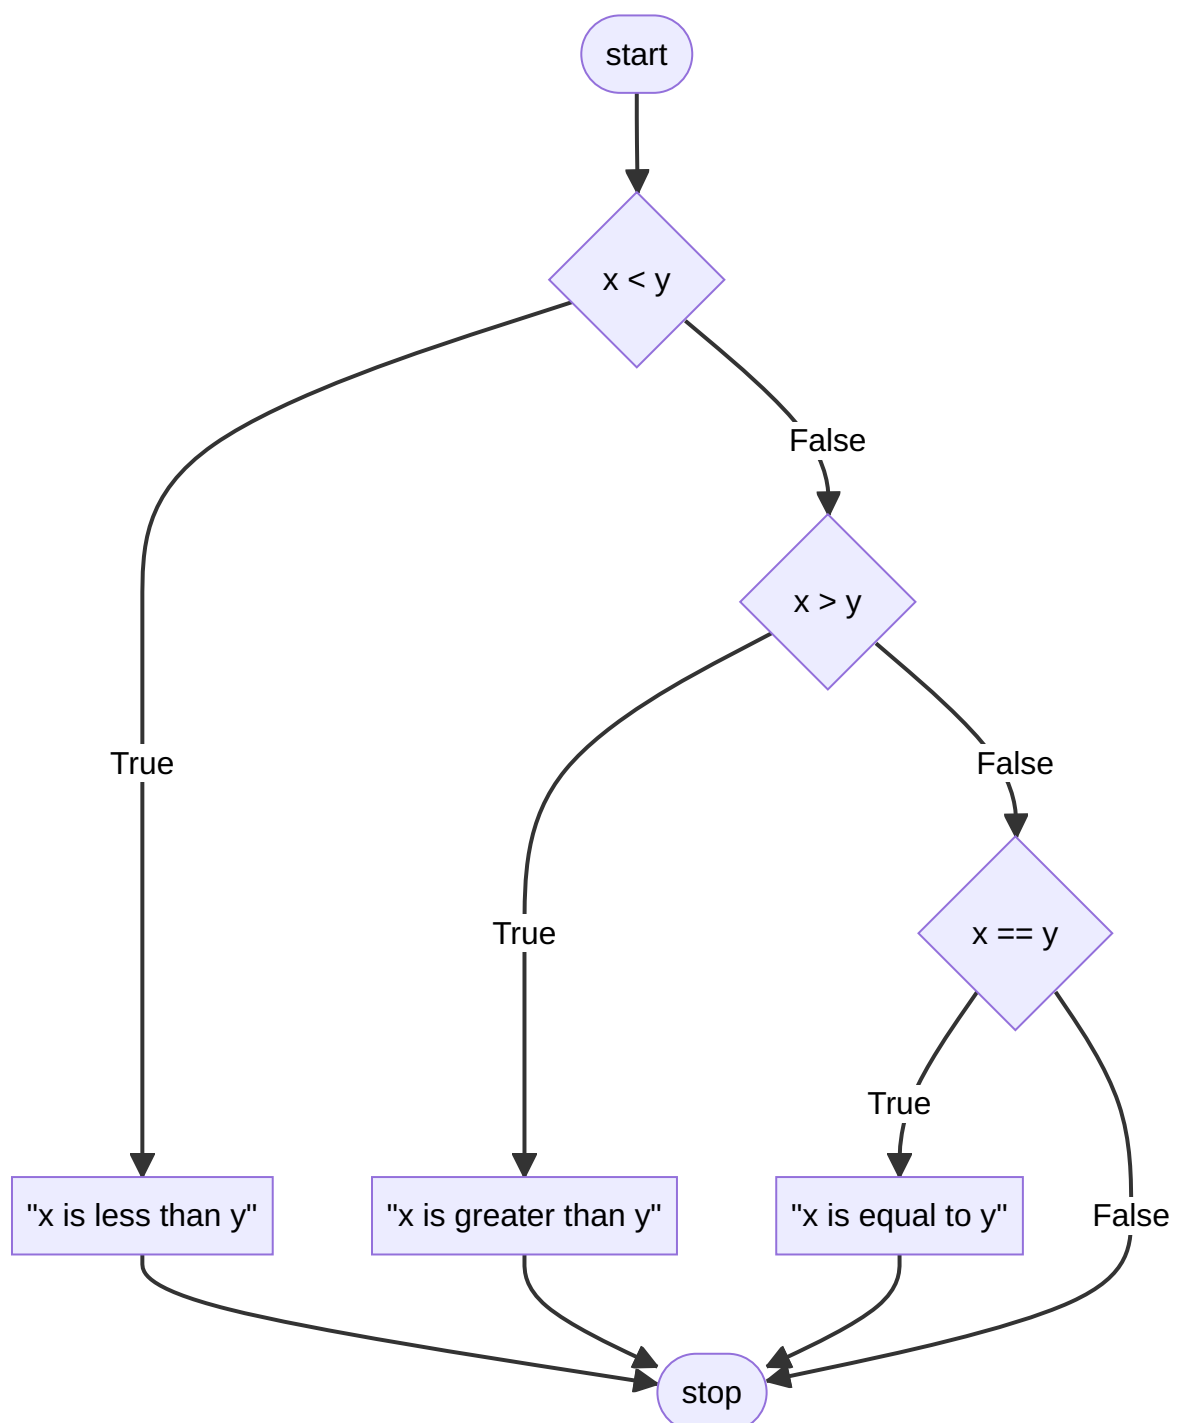 start
x < y
False
x > y
True
False
True
x == y
True
"x is less than y"
"x is greater than y"
"x is equal to y"
False
stop